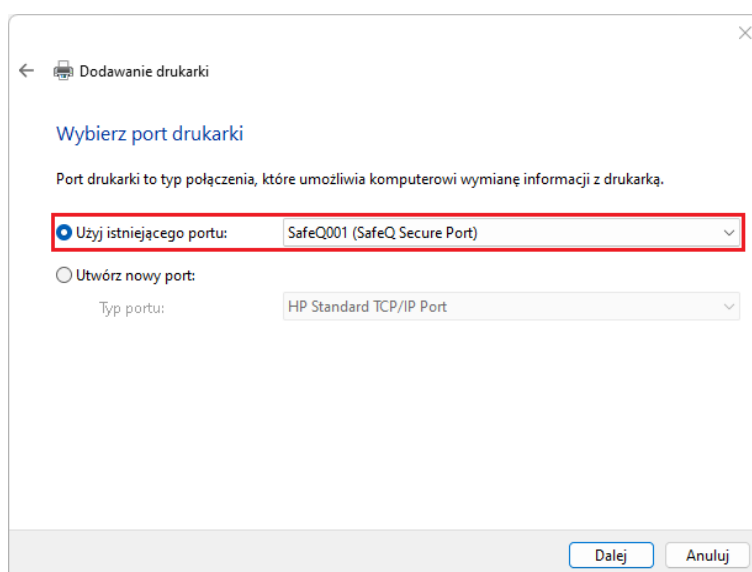 Dodawanie drukarki
Wybierz port drukarki
Port drukarki to typ połączenia, które umożliwia komputerowi wymianę informacji z drukarką.
Użyj istniejącego portu: SafeQ001 (SafeQ Secure Port)
Utwórz nowy port:
Typ portu: HP Standard TCP/IP Port
Dalej Anuluj